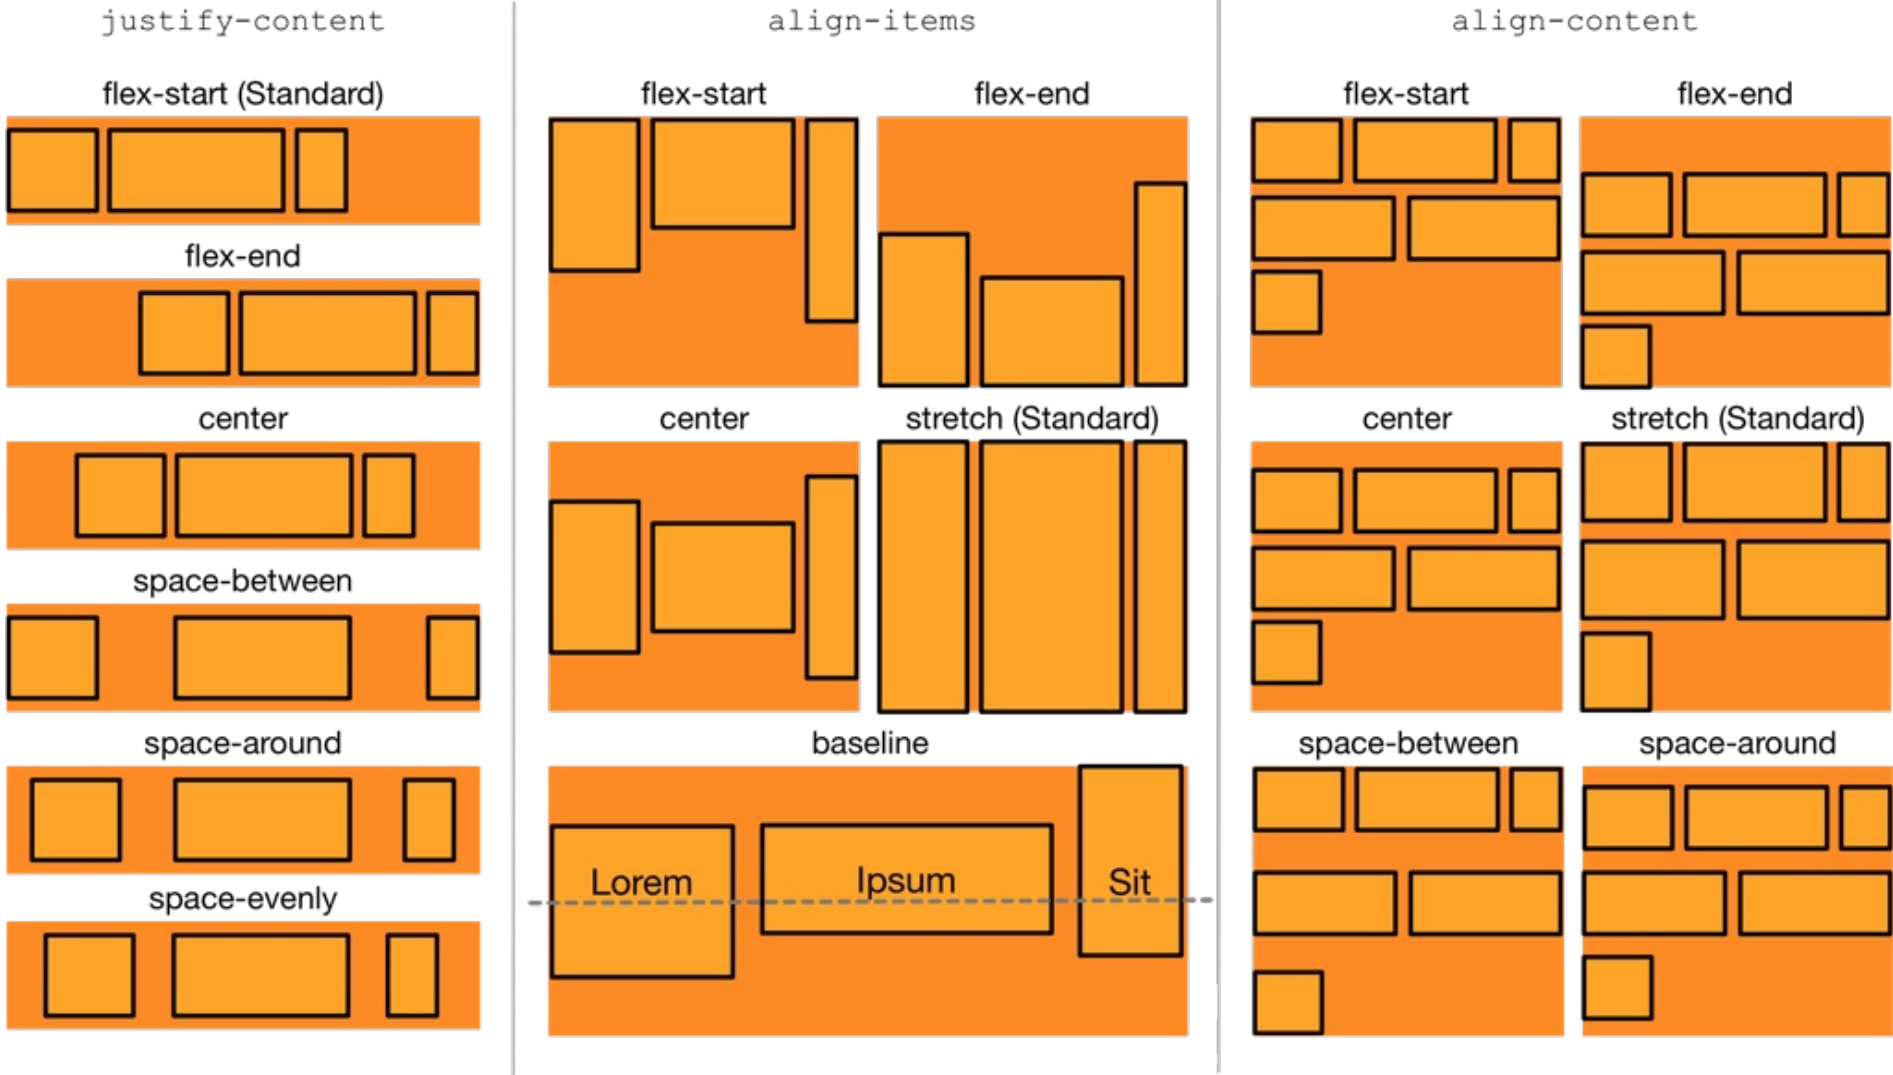 justify-content
flex-start (Standard)
flex-end
center
space-between
space-around
space-evenly
align-items
flex-start
flex-end
center
stretch (Standard)
baseline
Lorem
Ipsum
Sit
align-content
flex-start
flex-end
center
stretch (Standard)
space-between
space-around